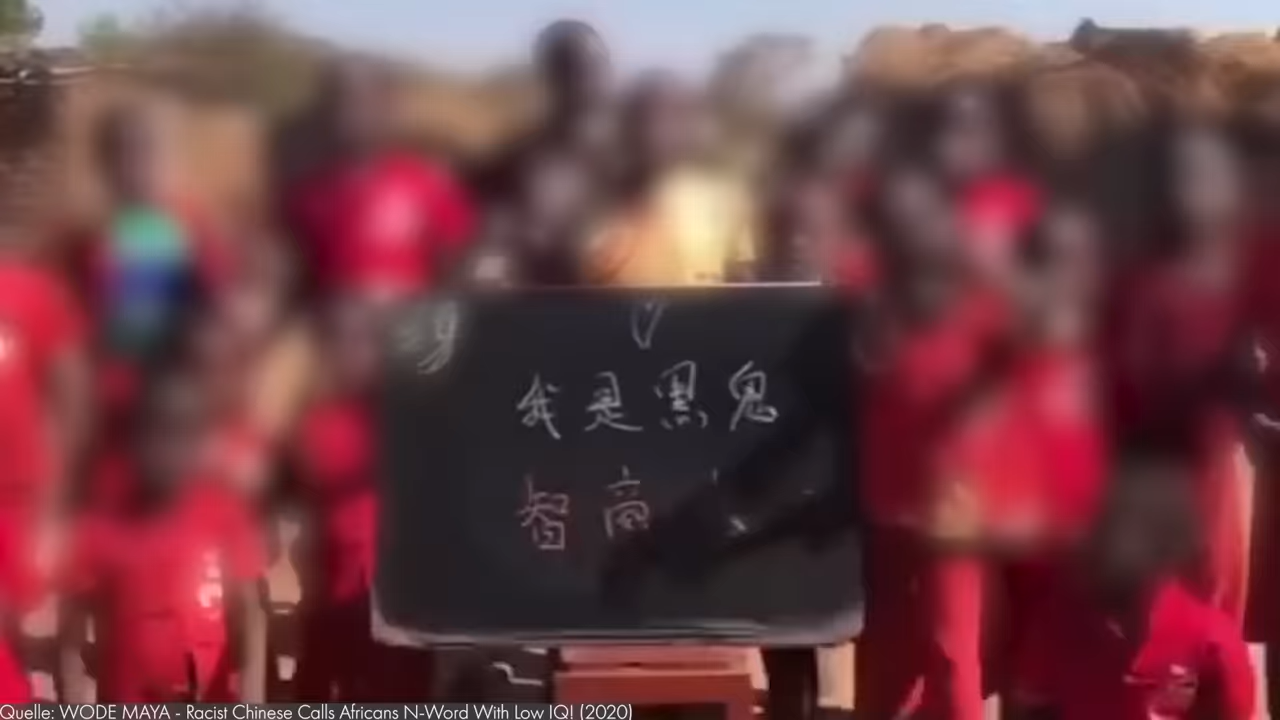 我是黑鬼
智商
Quelle: WODE MAYA - Racist Chinese Calls Africans N-Word With Low IQ! (2020)